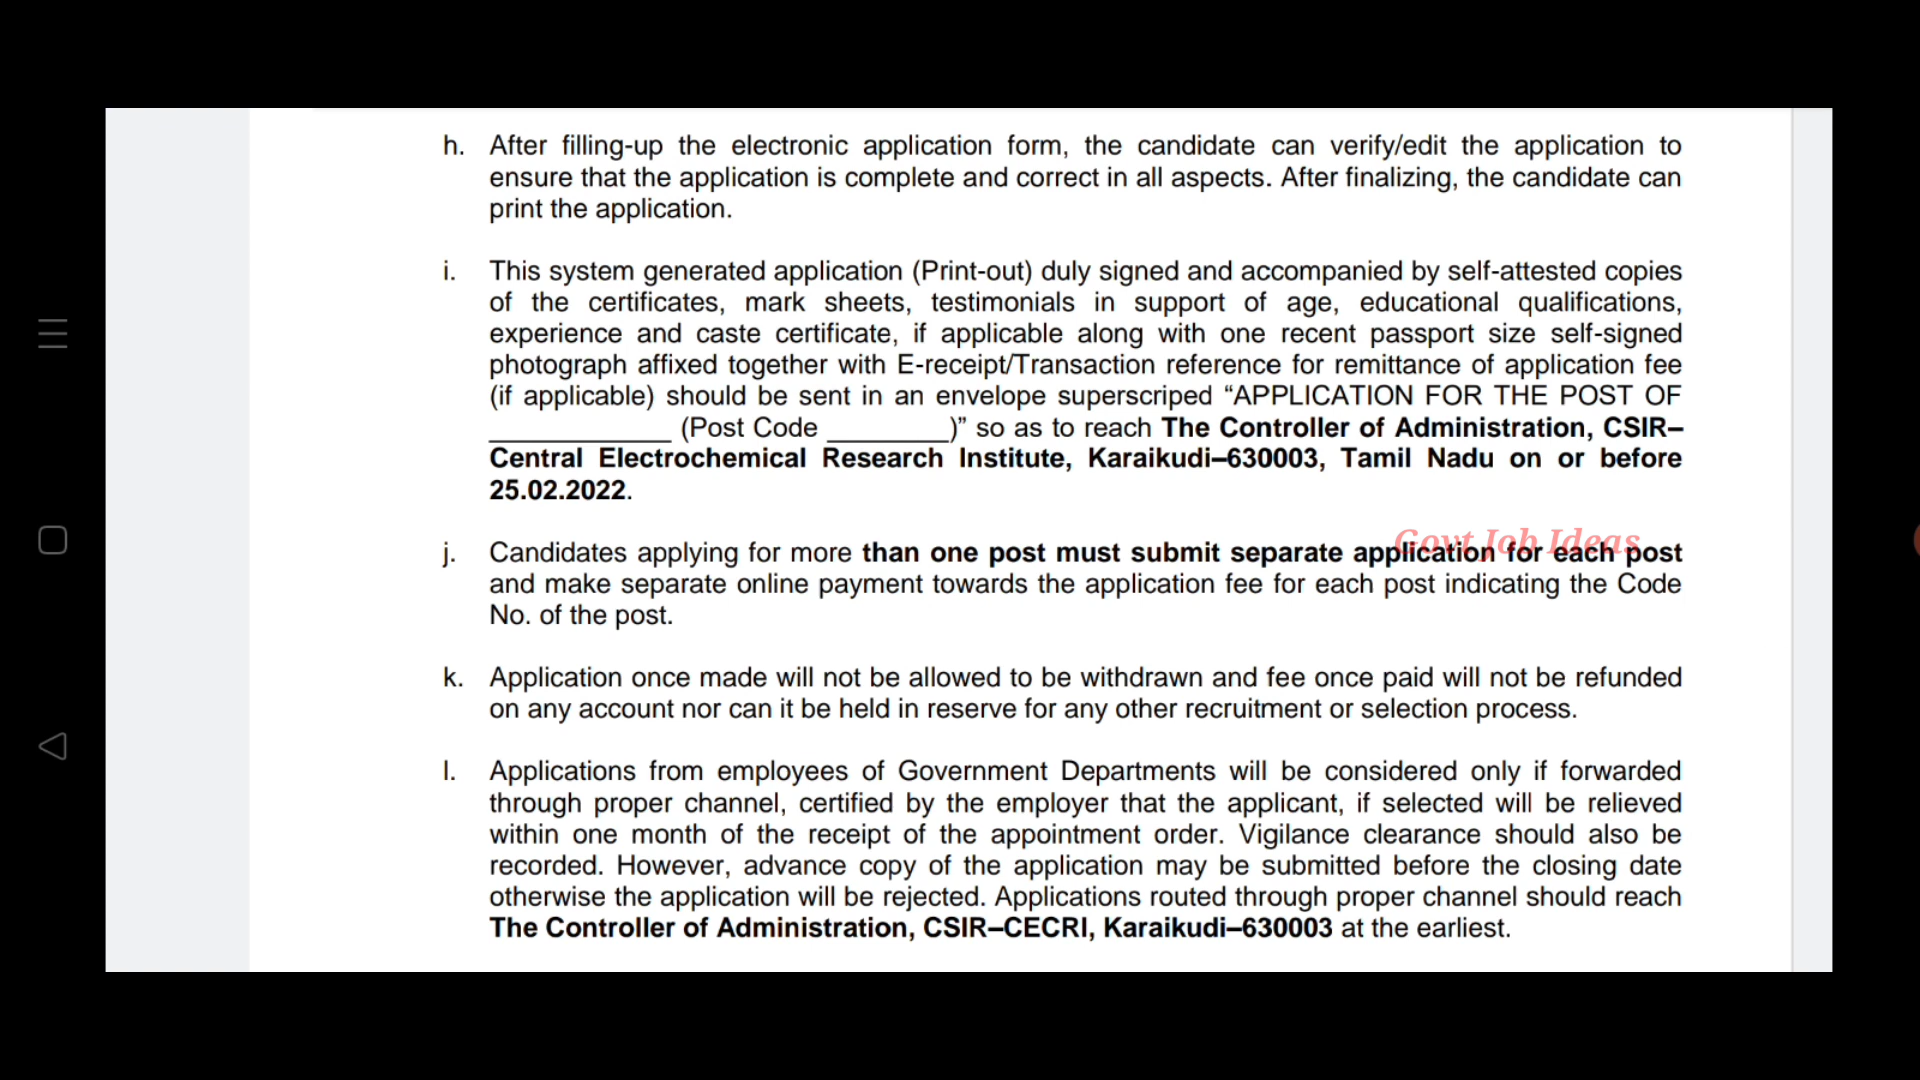 h. After filling-up the electronic application form, the candidate can verify/edit the application to
ensure that the application is complete and correct in all aspects. After finalizing, the candidate can
print the application.
i. This system generated application (Print-out) duly signed and accompanied by self-attested copies
of the certificates, mark sheets, testimonials in support of age, educational qualifications,
experience and caste certificate, if applicable along with one recent passport size self-signed
photograph affixed together with E-receipt/Transaction reference for remittance of application fee
(if applicable) should be sent in an envelope superscriped “APPLICATION FOR THE POST OF
____________ (Post Code ________)” so as to reach The Controller of Administration, CSIR–
Central Electrochemical Research Institute, Karaikudi–630003, Tamil Nadu on or before
25.02.2022.
Govt Job Ideas
j. Candidates applying for more than one post must submit separate application for each post
and make separate online payment towards the application fee for each post indicating the Code
No. of the post.
k. Application once made will not be allowed to be withdrawn and fee once paid will not be refunded
on any account nor can it be held in reserve for any other recruitment or selection process.
l. Applications from employees of Government Departments will be considered only if forwarded
through proper channel, certified by the employer that the applicant, if selected will be relieved
within one month of the receipt of the appointment order. Vigilance clearance should also be
recorded. However, advance copy of the application may be submitted before the closing date
otherwise the application will be rejected. Applications routed through proper channel should reach
The Controller of Administration, CSIR–CECRI, Karaikudi–630003 at the earliest.